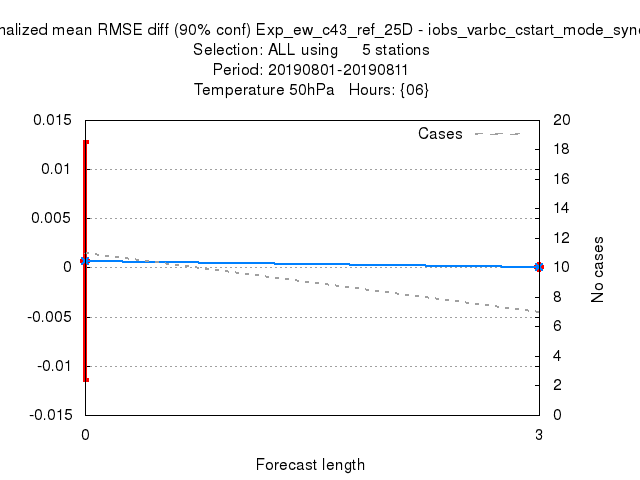 nalized mean RMSE diff (90% conf) Exp_ew_c43_ref_25D - iobs_varbc_cstart_mode_syn
Selection: ALL using 5 stations
Period: 20190801-20190811
Temperature 50hPa Hours: {06}
Cases
0.015
0.01
0.005
0
-0.005
-0.01
-0.015
20
18
16
14
12
10
8
6
4
2
0
No cases
0
3
Forecast length